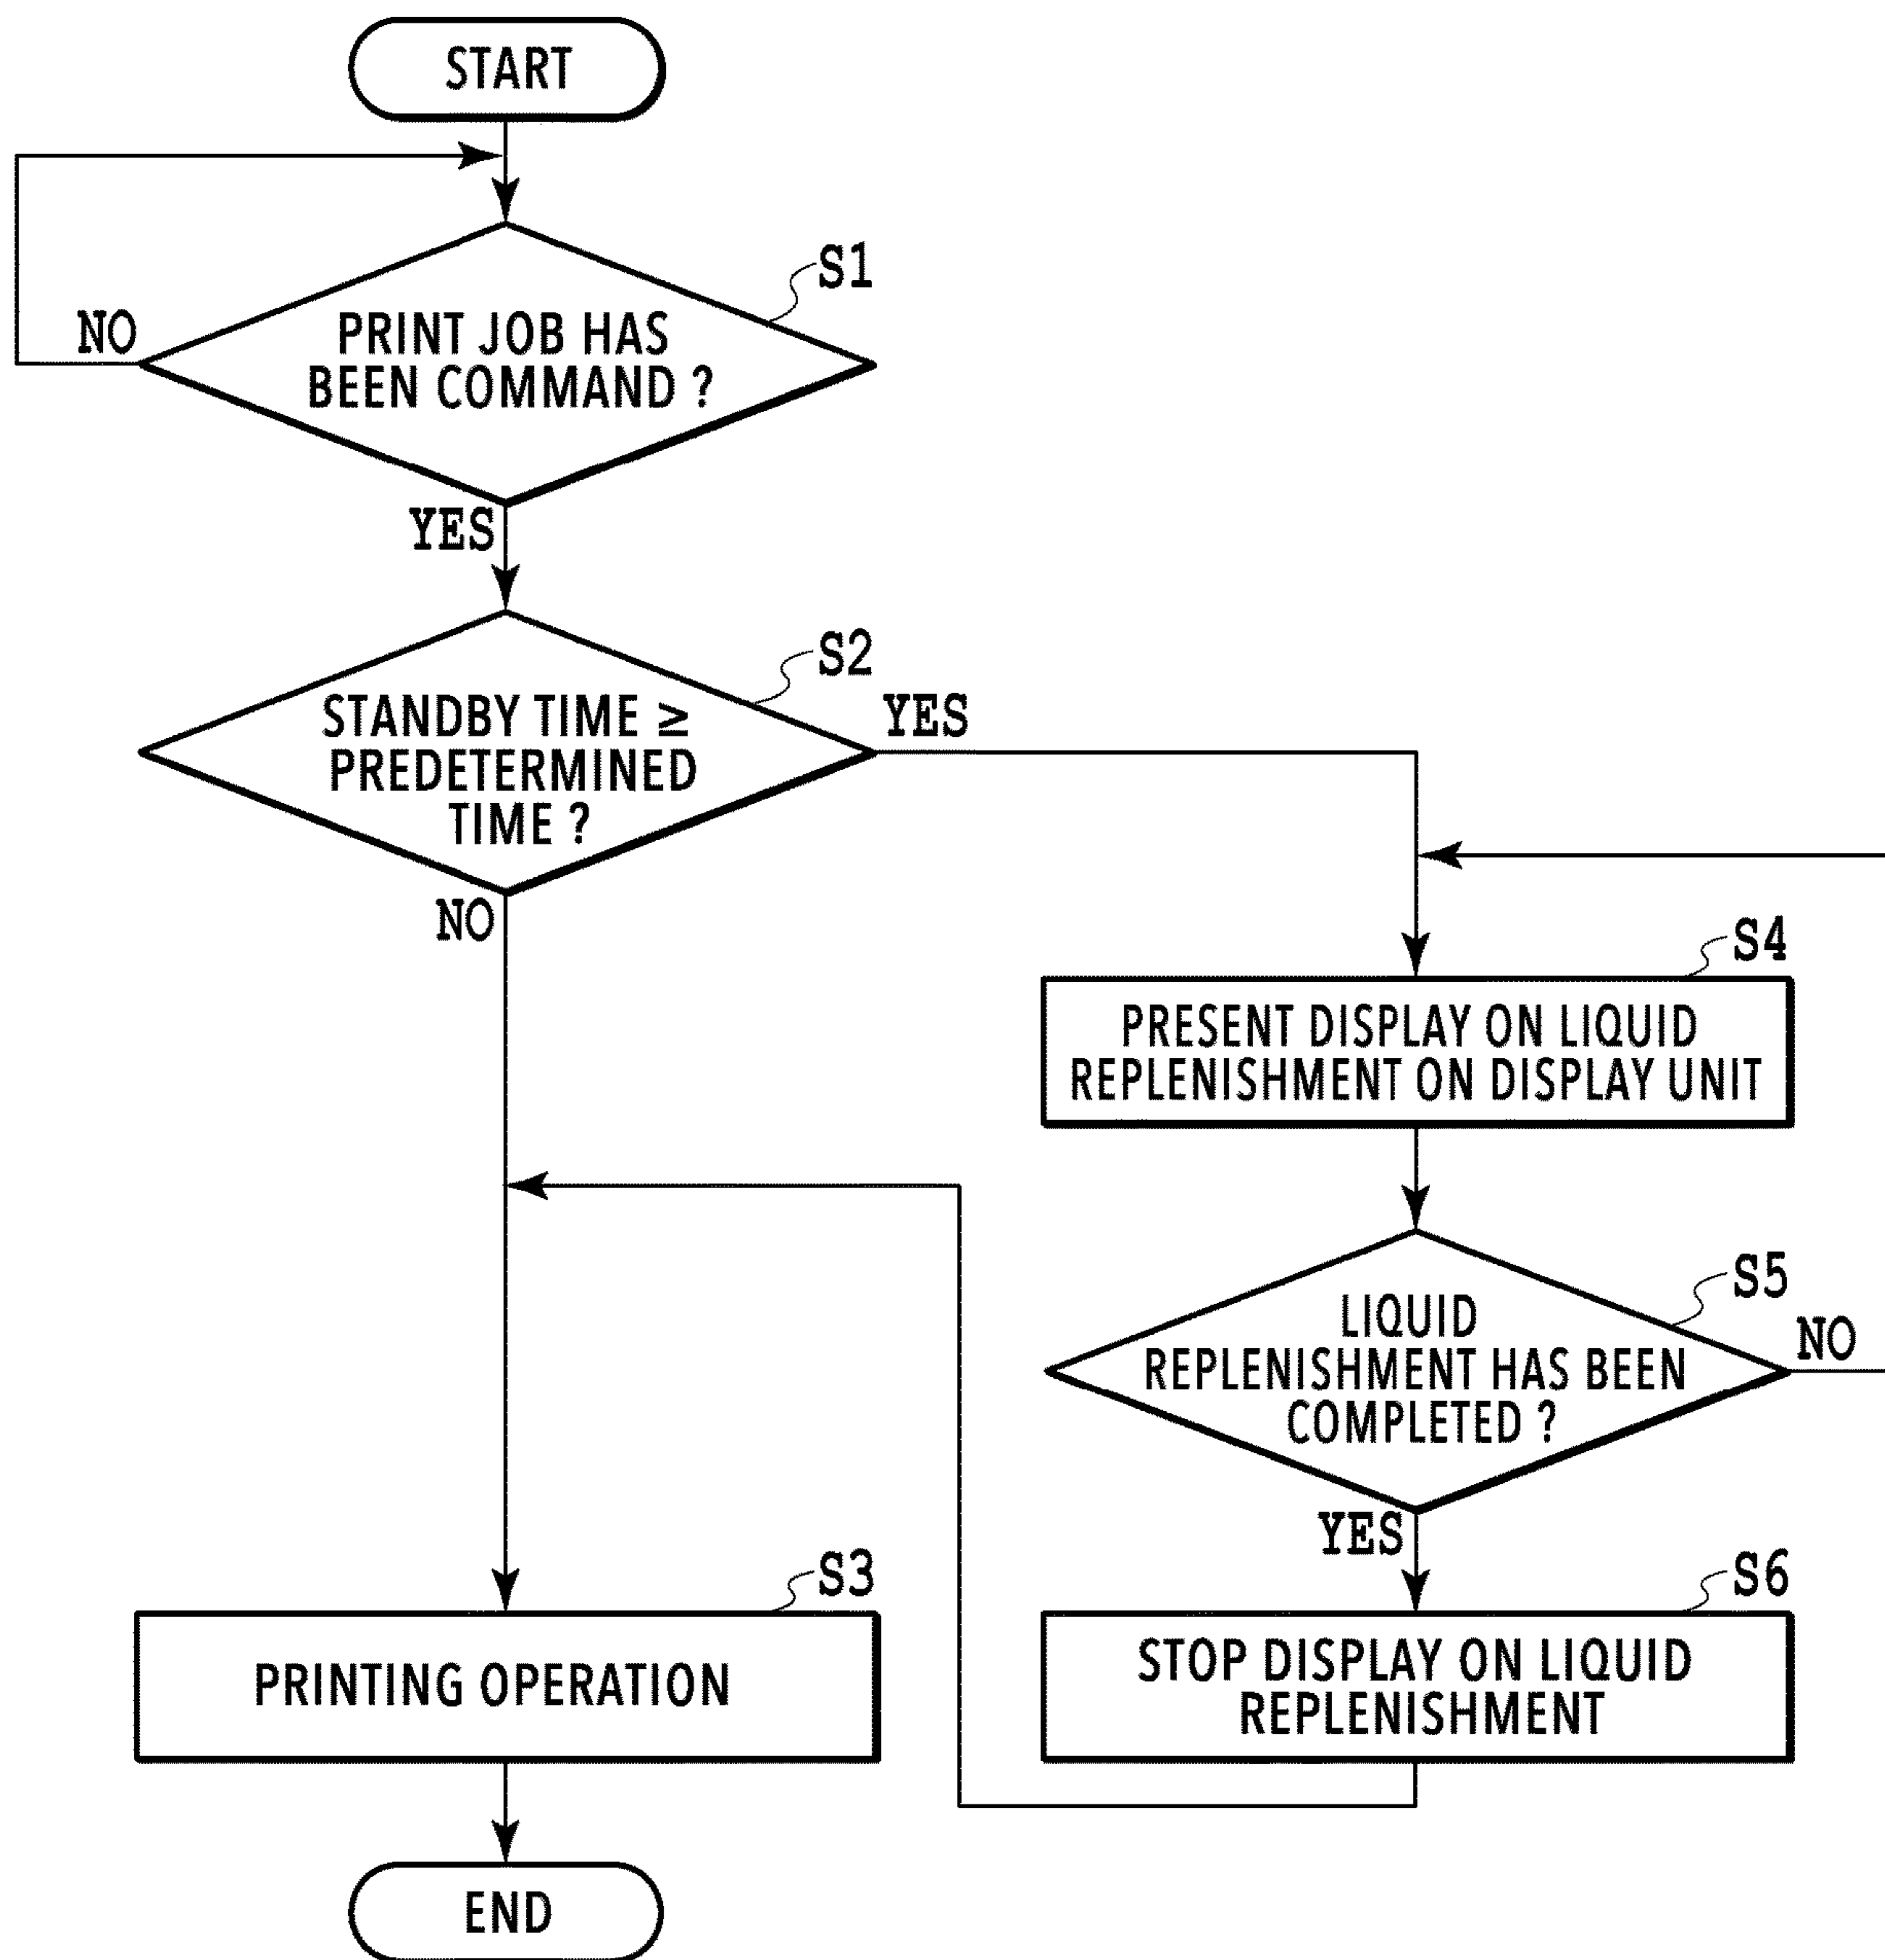 START
S1
NO
PRINT JOB HAS
BEEN COMMAND ?
YES
S2
STANDBY TIME ≥
PREDETERMINED
TIME ?
YES
NO
S4
PRESENT DISPLAY ON LIQUID
REPLENISHMENT ON DISPLAY UNIT
S5
LIQUID
REPLENISHMENT HAS BEEN
COMPLETED ?
NO
YES
S3
PRINTING OPERATION
S6
STOP DISPLAY ON LIQUID
REPLENISHMENT
END